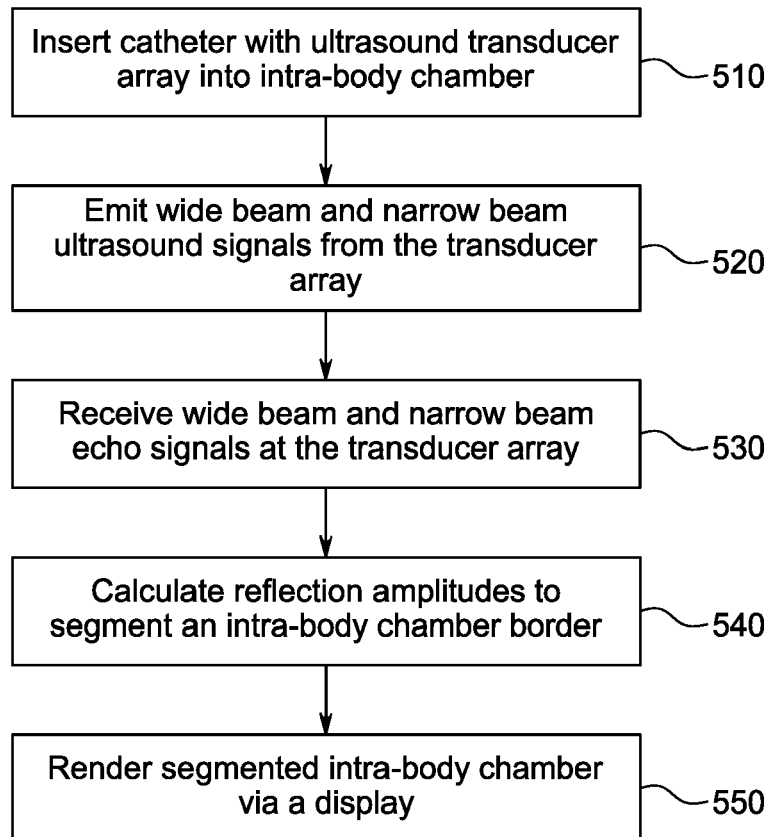 Insert catheter with ultrasound transducer
array into intra-body chamber
510
Emit wide beam and narrow beam
ultrasound signals from the transducer
array
520
Receive wide beam and narrow beam
echo signals at the transducer array
530
Calculate reflection amplitudes to
segment an intra-body chamber border
540
Render segmented intra-body chamber
via a display
550